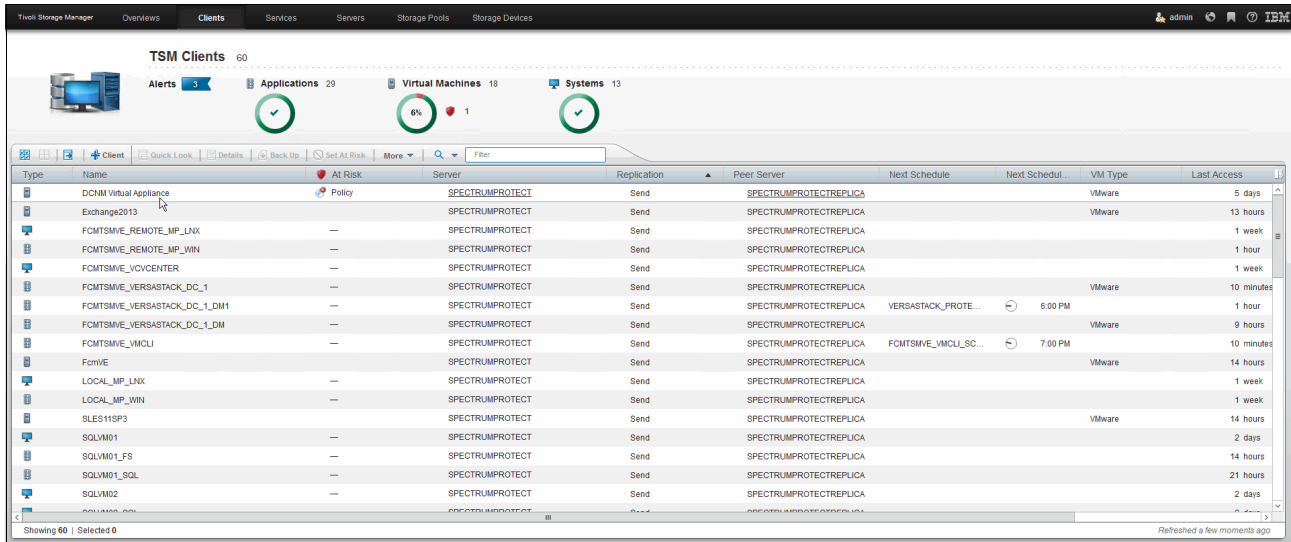 Tivoli Storage Manager Overviews Clients Services Servers Storage Pools Storage Devices admin IBM
TSM Clients 60
Alerts 3 Applications 29 Virtual Machines 18 Systems 13
6% 1
Client Quick Look Details Back Up Set At Risk More Filter
Type Name At Risk Server Replication Peer Server Next Schedule Next Schedul... VM Type Last Access
DCNM Virtual Appliance Policy SPECTRUMPROTECT Send SPECTRUMPROTECTREPLICA VMware 5 days
Exchange2013 SPECTRUMPROTECT Send SPECTRUMPROTECTREPLICA VMware 13 hours
FCMTSMVE_REMOTE_MP_LNX — SPECTRUMPROTECT Send SPECTRUMPROTECTREPLICA 1 week
FCMTSMVE_REMOTE_MP_WIN — SPECTRUMPROTECT Send SPECTRUMPROTECTREPLICA 1 hour
FCMTSMVE_VCVCENTER — SPECTRUMPROTECT Send SPECTRUMPROTECTREPLICA 1 week
FCMTSMVE_VERSASTACK_DC_1 — SPECTRUMPROTECT Send SPECTRUMPROTECTREPLICA VMware 10 minutes
FCMTSMVE_VERSASTACK_DC_1_DM1 — SPECTRUMPROTECT Send SPECTRUMPROTECTREPLICA VERSASTACK_PROTE... 6:00 PM 1 hour
FCMTSMVE_VERSASTACK_DC_1_DM — SPECTRUMPROTECT Send SPECTRUMPROTECTREPLICA VMware 9 hours
FCMTSMVE_VMCLI — SPECTRUMPROTECT Send SPECTRUMPROTECTREPLICA FCMTSMVE_VMCLI_SC... 7:00 PM 10 minutes
FcmVE SPECTRUMPROTECT Send SPECTRUMPROTECTREPLICA VMware 14 hours
LOCAL_MP_LNX — SPECTRUMPROTECT Send SPECTRUMPROTECTREPLICA 1 week
LOCAL_MP_WIN — SPECTRUMPROTECT Send SPECTRUMPROTECTREPLICA 1 week
SLES11SP3 SPECTRUMPROTECT Send SPECTRUMPROTECTREPLICA VMware 14 hours
SQLVM01 — SPECTRUMPROTECT Send SPECTRUMPROTECTREPLICA 2 days
SQLVM01_FS — SPECTRUMPROTECT Send SPECTRUMPROTECTREPLICA 14 hours
SQLVM01_SQL — SPECTRUMPROTECT Send SPECTRUMPROTECTREPLICA 21 hours
SQLVM02 — SPECTRUMPROTECT Send SPECTRUMPROTECTREPLICA 2 days
Showing 60 | Selected 0 Refreshed a few moments ago